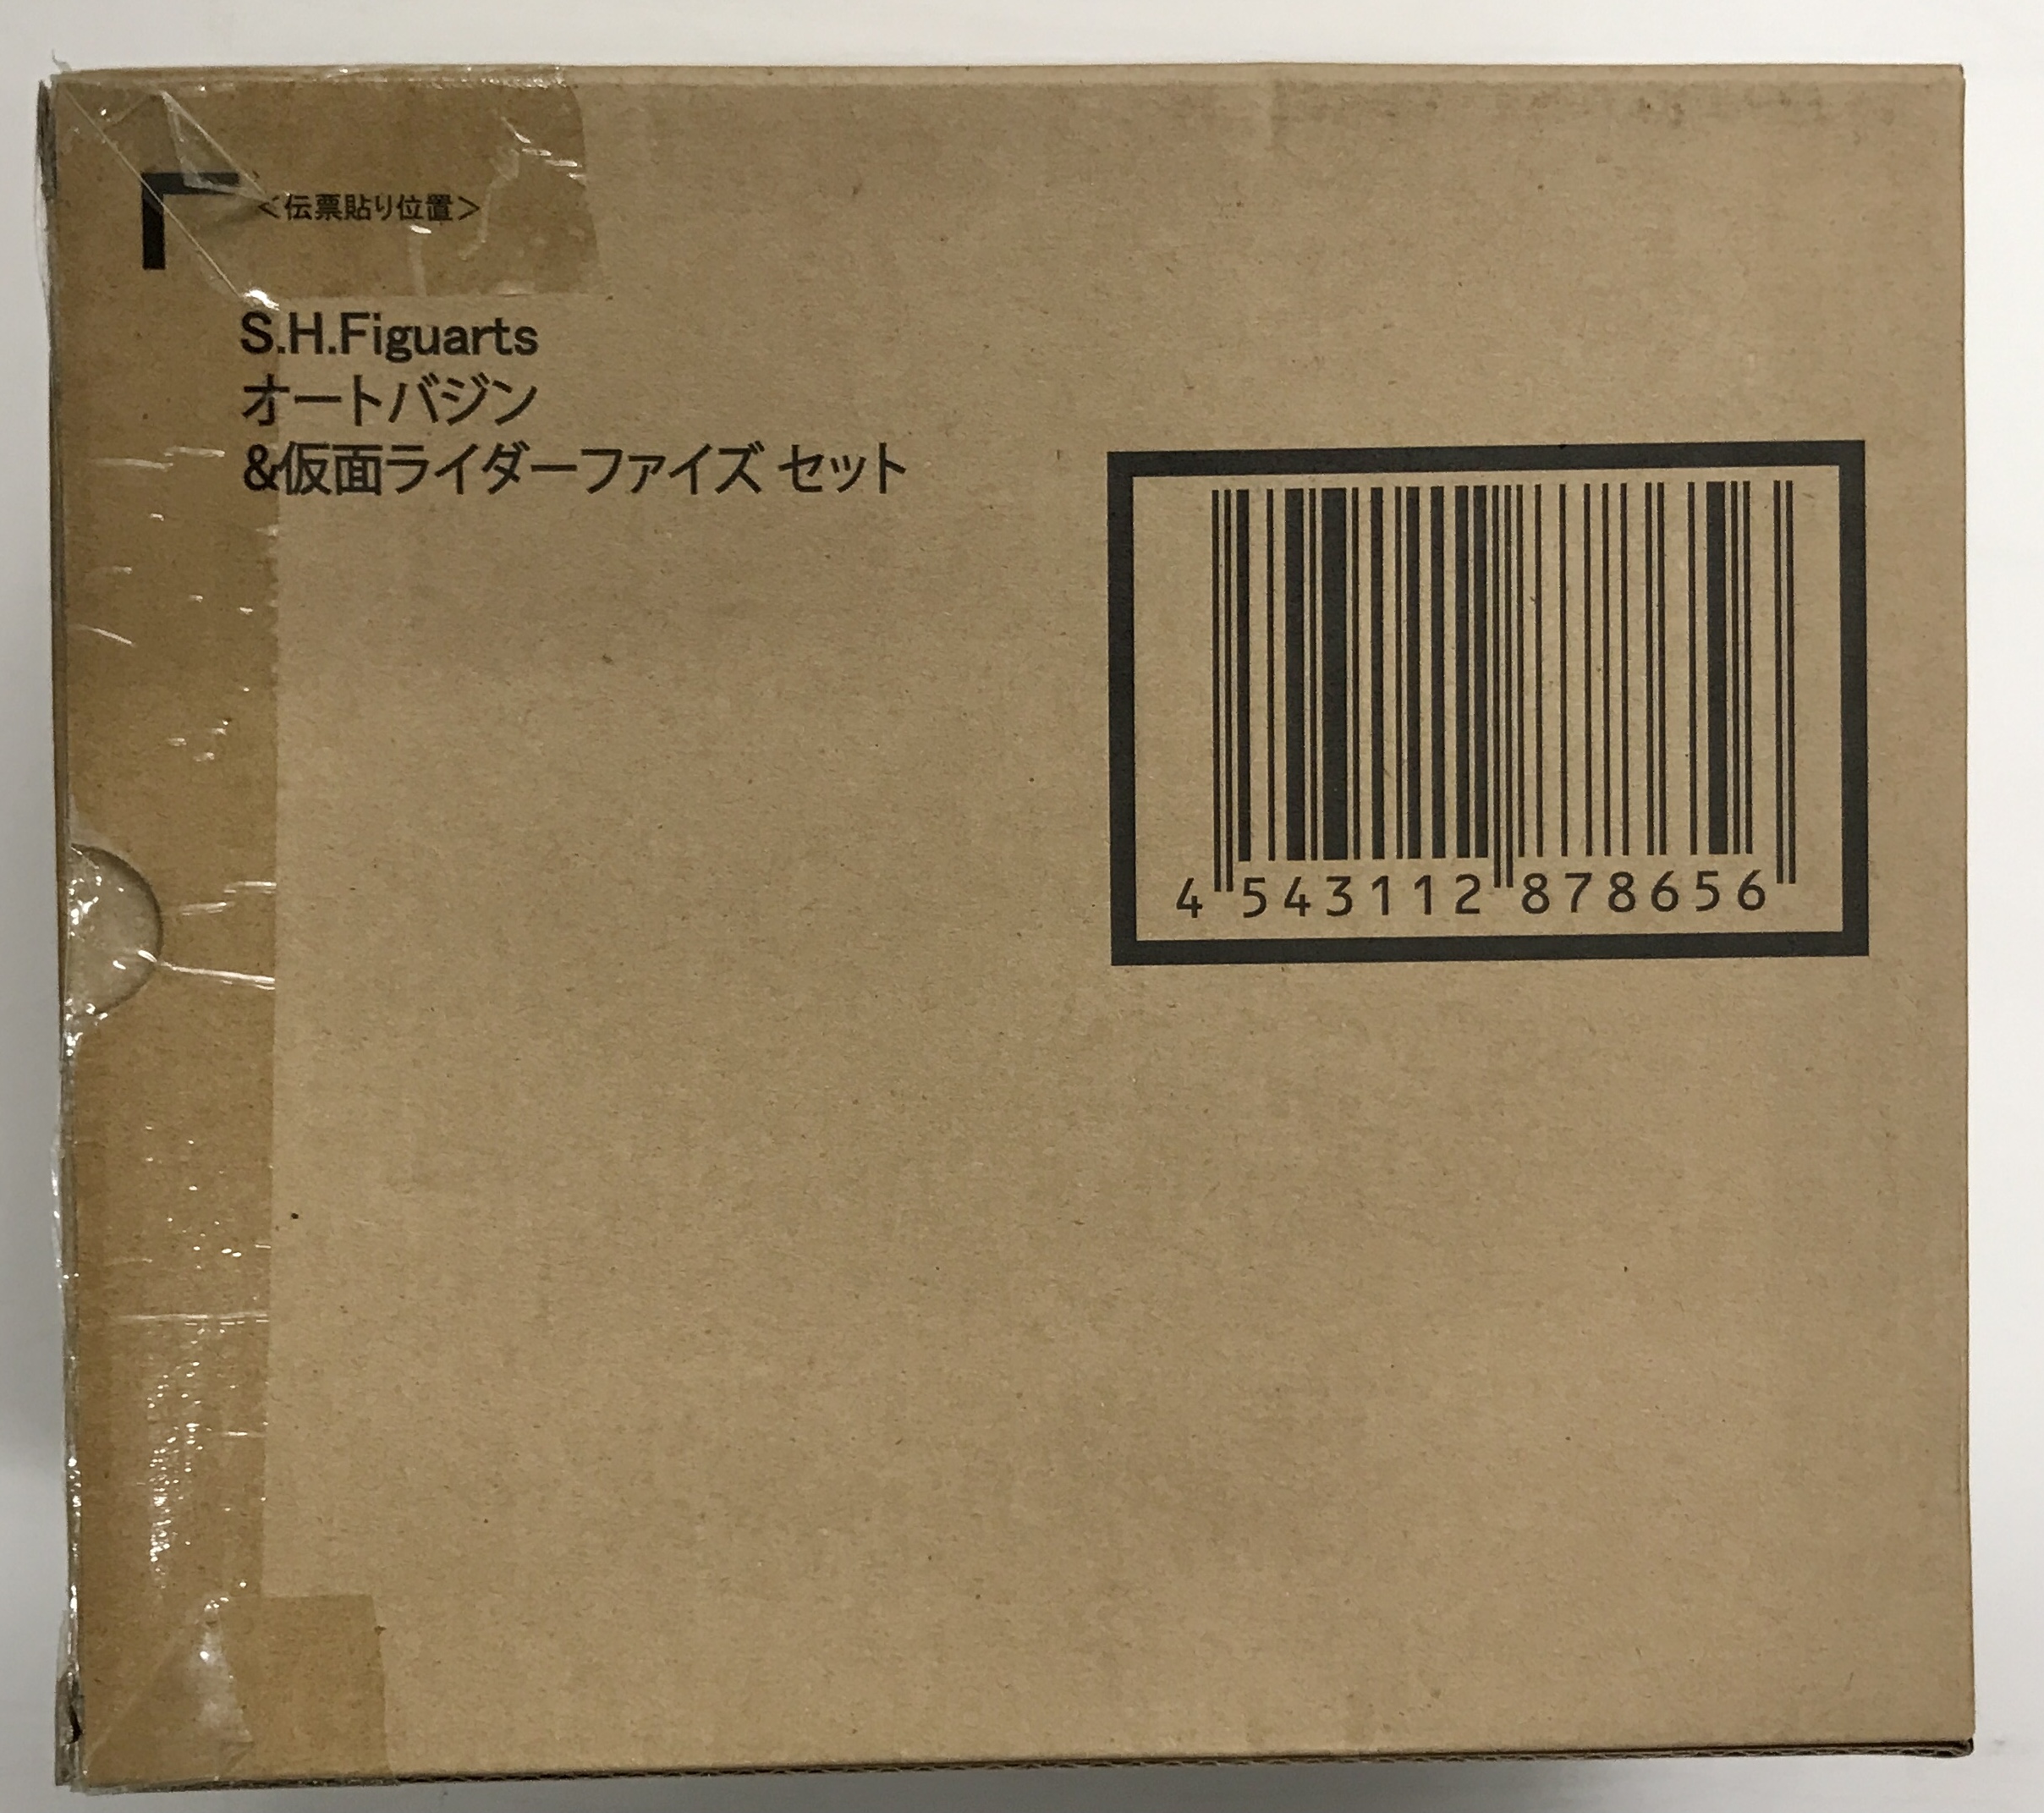 ＜伝票貼り位置＞
S.H.Figuarts
オートバジン
&仮面ライダーファイズ セット
4 543112 878656